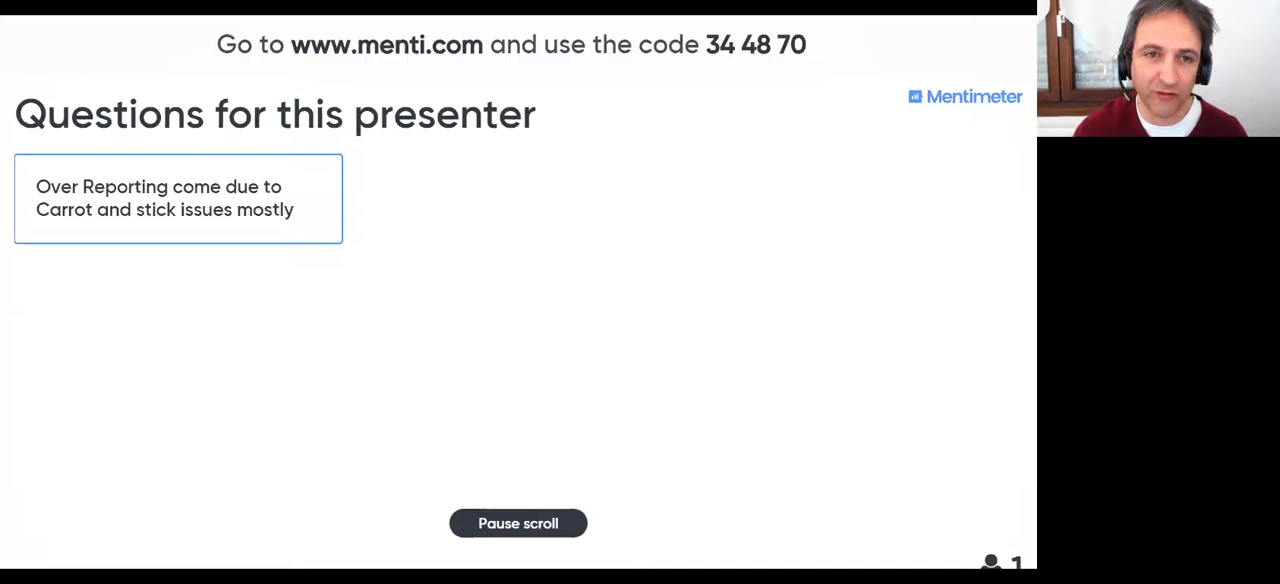 Go to www.menti.com and use the code 34 48 70
Mentimeter
Questions for this presenter
Over Reporting come due to
Carrot and stick issues mostly
Pause scroll
1